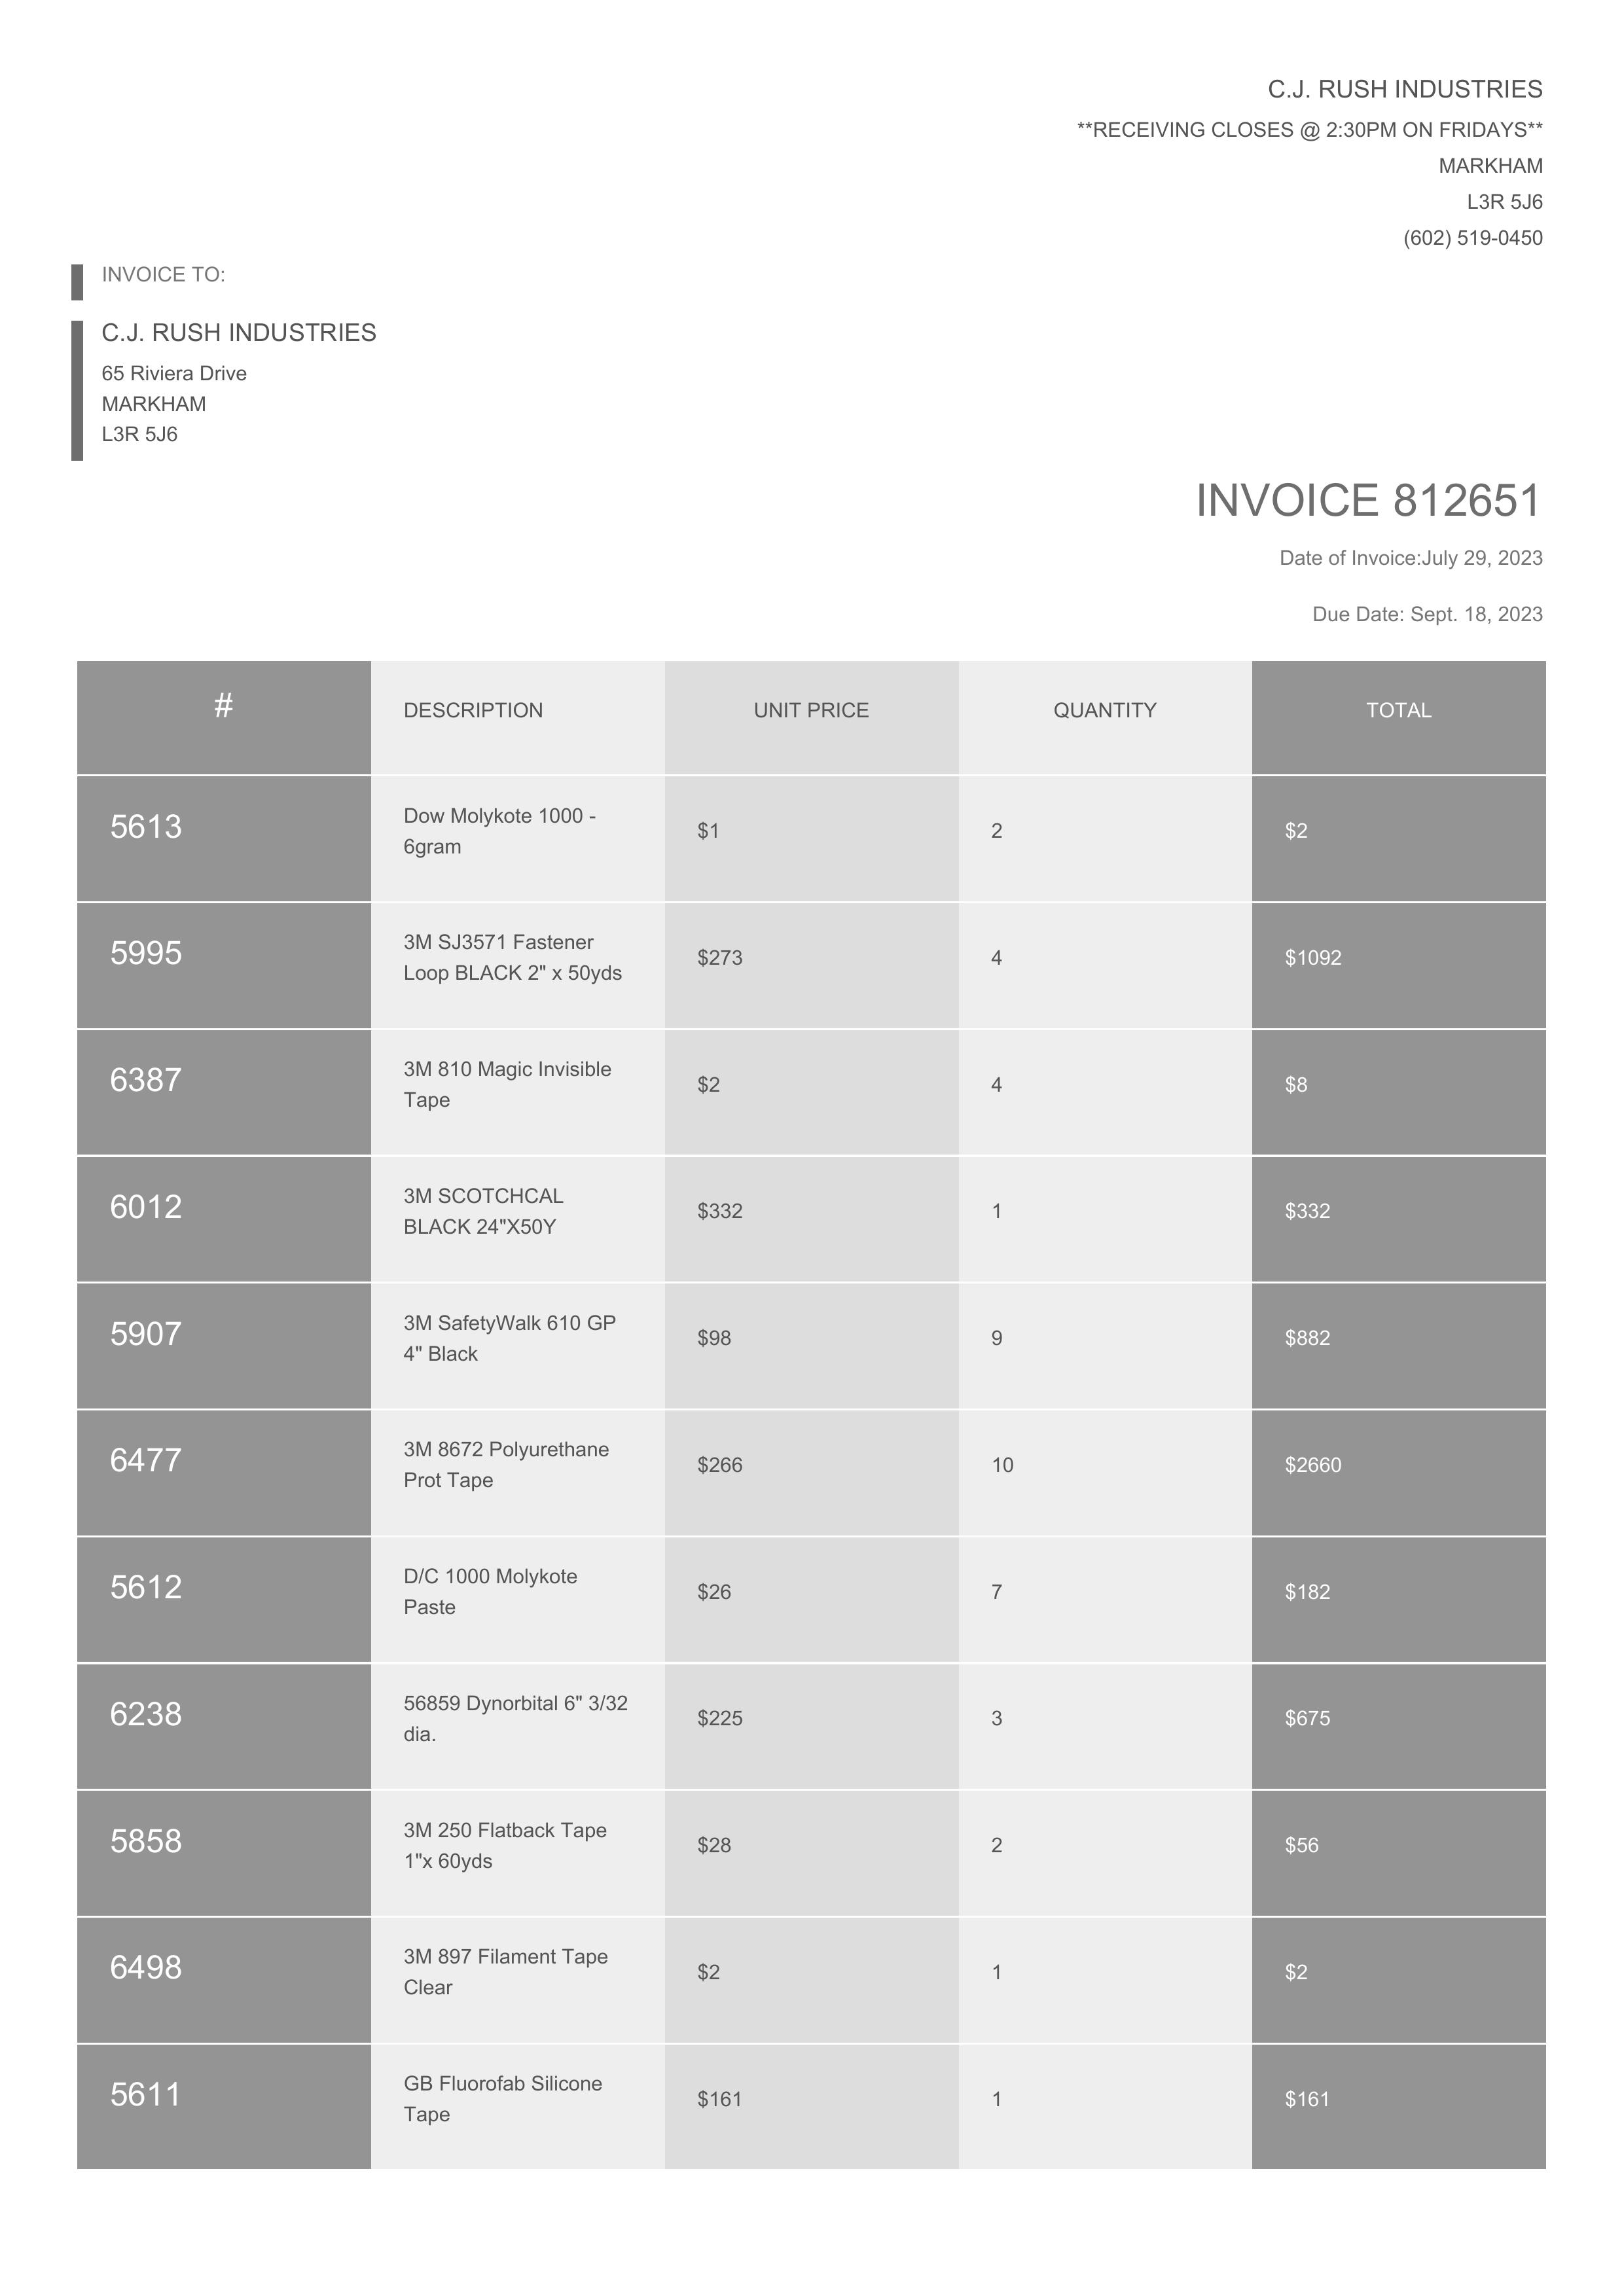 C.J. RUSH INDUSTRIES
**RECEIVING CLOSES @ 2:30PM ON FRIDAYS**
MARKHAM
L3R 5J6
(602) 519-0450
INVOICE TO:
C.J. RUSH INDUSTRIES
65 Riviera Drive
MARKHAM
L3R 5J6
INVOICE 812651
Date of Invoice:July 29, 2023
Due Date: Sept. 18, 2023
# DESCRIPTION UNIT PRICE QUANTITY TOTAL
5613 Dow Molykote 1000 - $1 2 $2
6gram
5995 3M SJ3571 Fastener $273 4 $1092
Loop BLACK 2" x 50yds
6387 3M 810 Magic Invisible $2 4 $8
Tape
6012 3M SCOTCHCAL $332 1 $332
BLACK 24"X50Y
5907 3M SafetyWalk 610 GP $98 9 $882
4" Black
6477 3M 8672 Polyurethane $266 10 $2660
Prot Tape
5612 D/C 1000 Molykote $26 7 $182
Paste
6238 56859 Dynorbital 6" 3/32 $225 3 $675
dia.
5858 3M 250 Flatback Tape $28 2 $56
1"x 60yds
6498 3M 897 Filament Tape $2 1 $2
Clear
5611 GB Fluorofab Silicone $161 1 $161
Tape